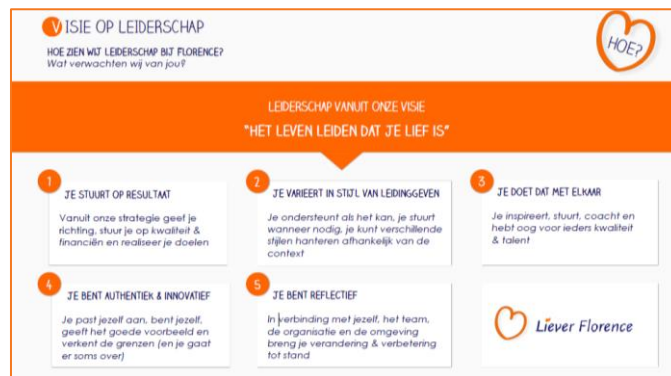 VISIE OP LEIDERSCHAP
HOE ZIEN WIJ LEIDERSCHAP BIJ FLORENCE?
Wat verwachten wij van jou?
HOE?
LEIDERSCHAP VANUIT ONZE VISIE
"HET LEVEN LEIDEN DAT JE LIEF IS"
1
JE STUURT OP RESULTAAT
Vanuit onze strategie geef je
richting, stuur je op kwaliteit &
financiën en realiseer je doelen
2
JE VARIEERT IN STIJL VAN LEIDINGGEVEN
Je ondersteunt als het kan, je stuurt
wanneer nodig, je kunt verschillende
stijlen hanteren afhankelijk van de
context
3
JE DOET DAT MET ELKAAR
Je inspireert, stuurt, coacht en
hebt oog voor ieders kwaliteit
& talent
4
JE BENT AUTHENTIEK & INNOVATIEF
Je past jezelf aan, bent jezelf,
geeft het goede voorbeeld en
verkent de grenzen (en je gaat
er soms over)
5
JE BENT REFLECTIEF
In verbinding met jezelf, het team,
de organisatie en de omgeving
breng je verandering & verbetering
tot stand
Liever Florence